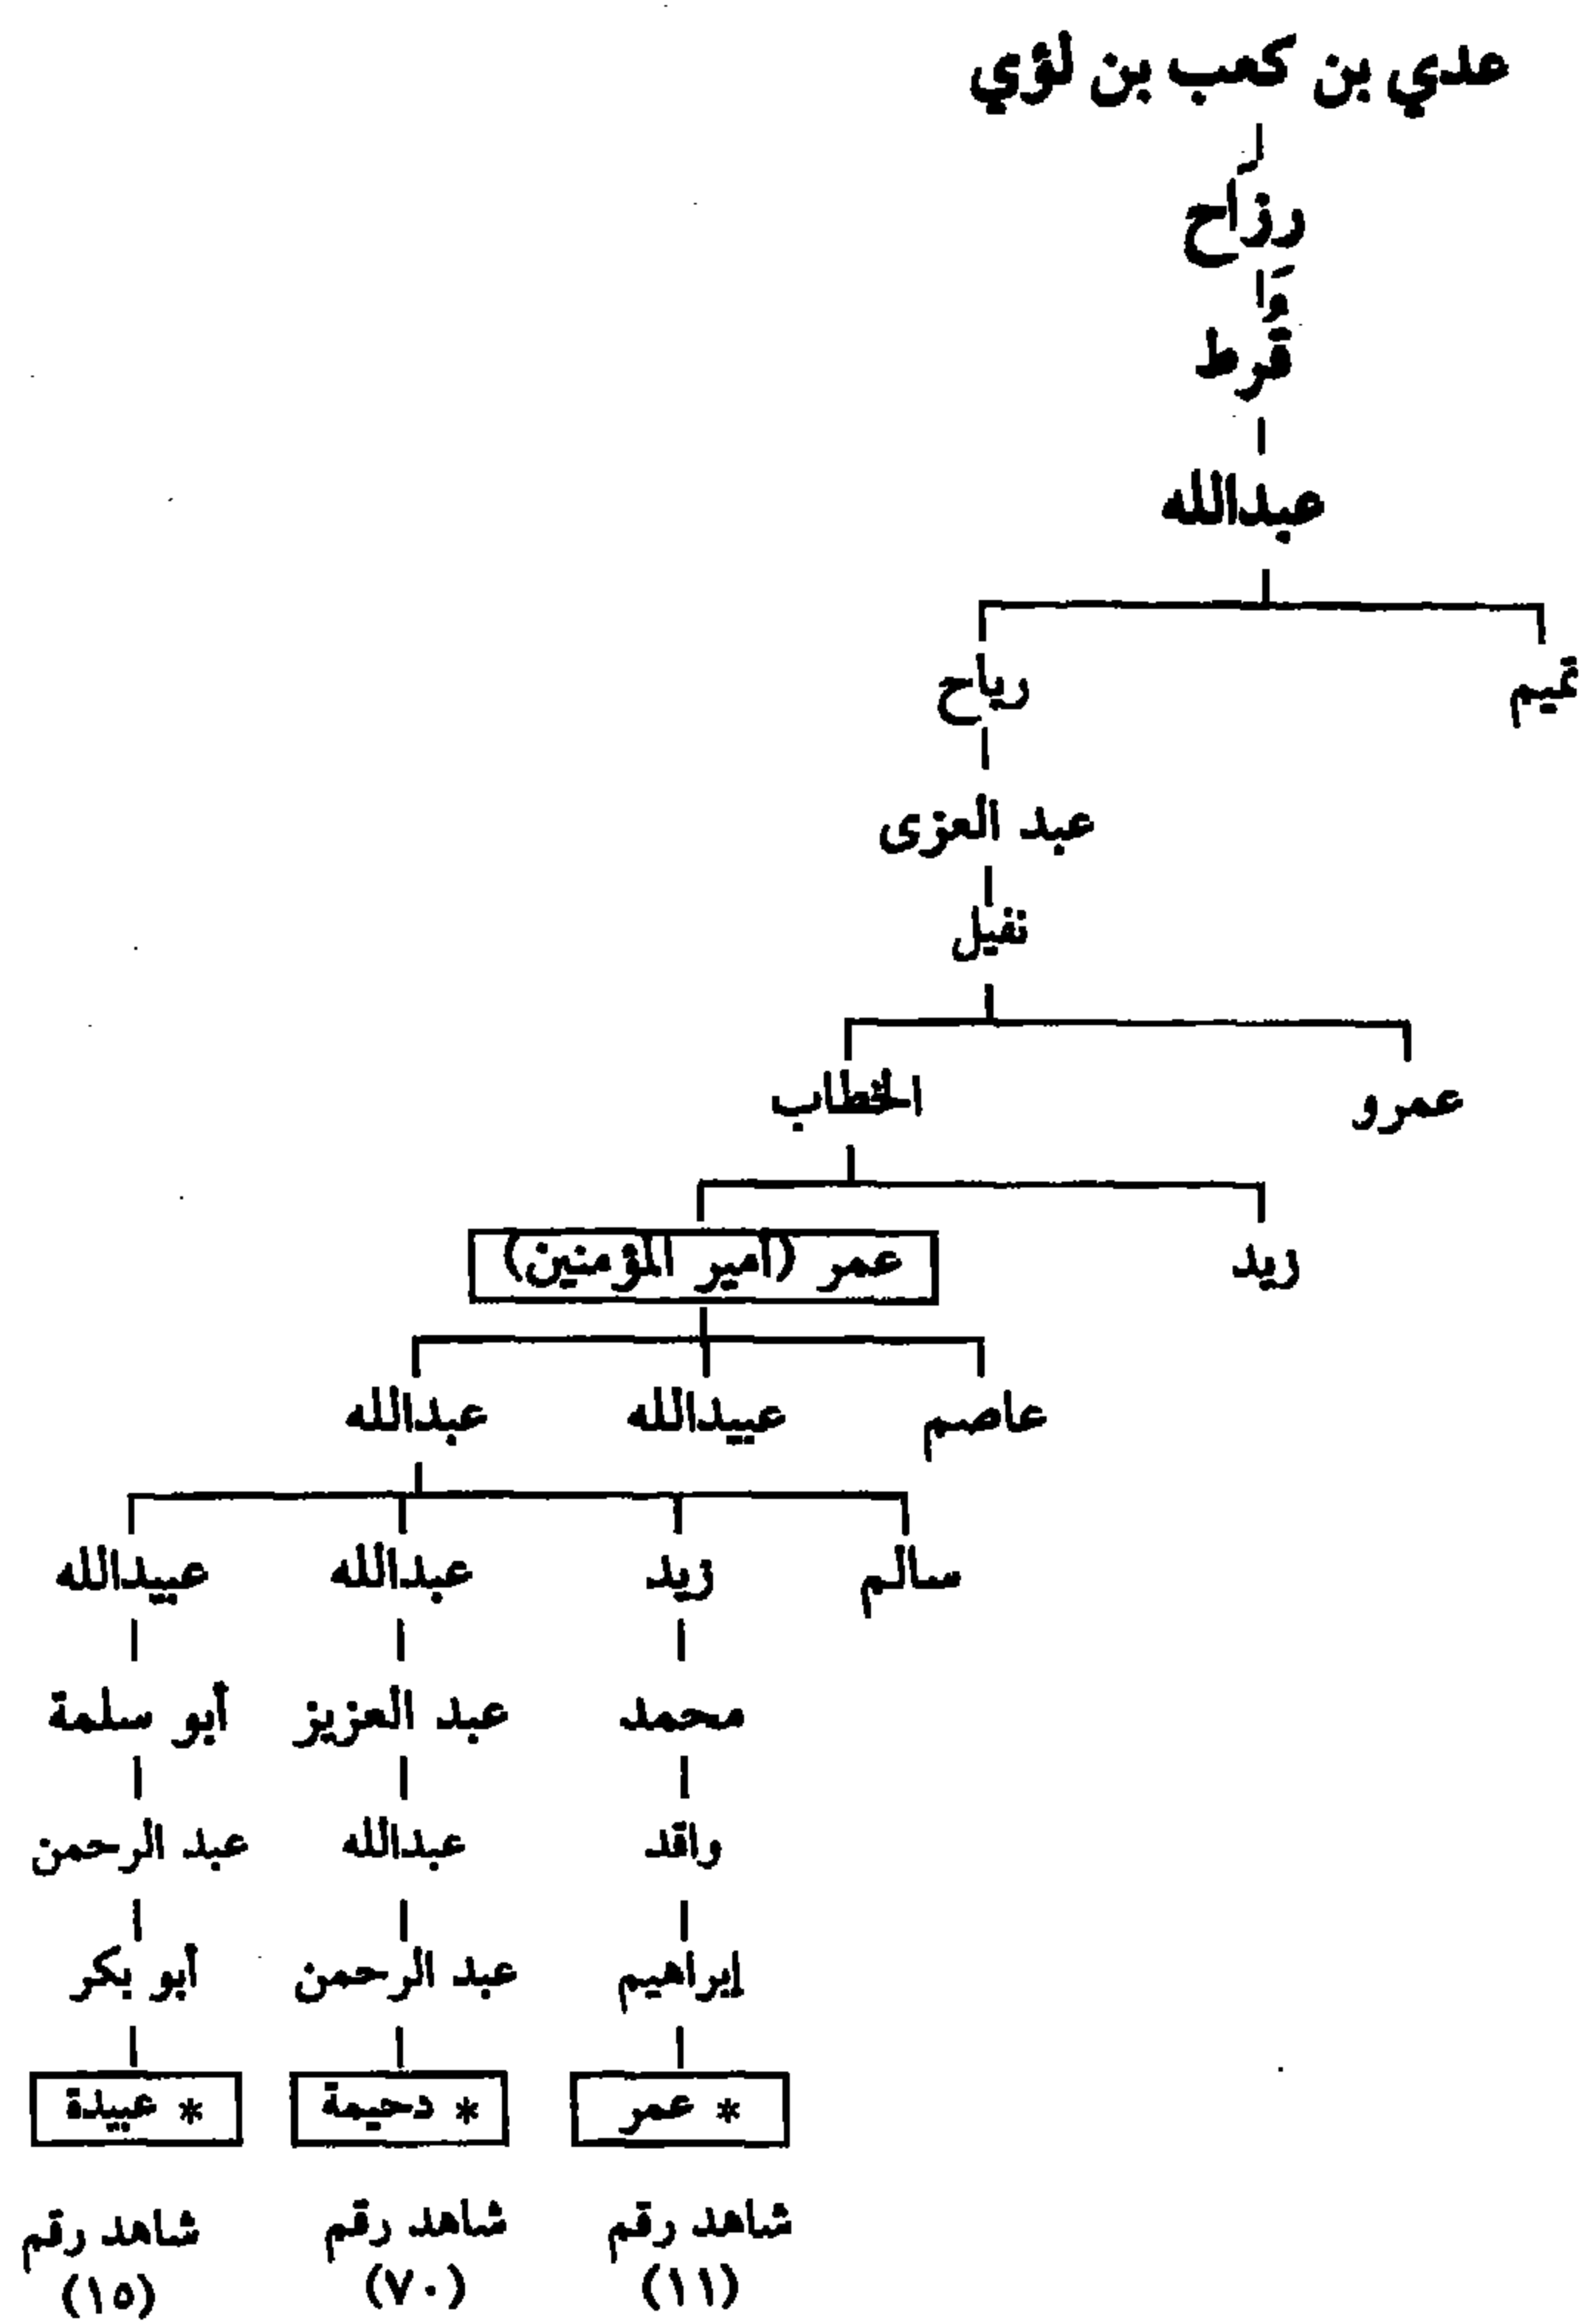 عدي بن كعب بن لؤي
رزاح
قرط
عبدالله
تميم
رياح
عبد العزى
نفيل
عمرو
الخطاب
زيد
عمر (أمير المؤمنين)
عاصم
عبيدالله
عبدالله
سالم
زيد
عبدالله
عبيدالله
محمد
عبد العزيز
أبو سلمة
واقد
عبدالله
عبد الرحمن
إبراهيم
عبد الرحمن
أبو بكر
* عمر
* دحيمة
* عبيدة
شاهد رقم
(١١)
شاهد رقم
(٧٠)
شاهد رقم
(١٥)